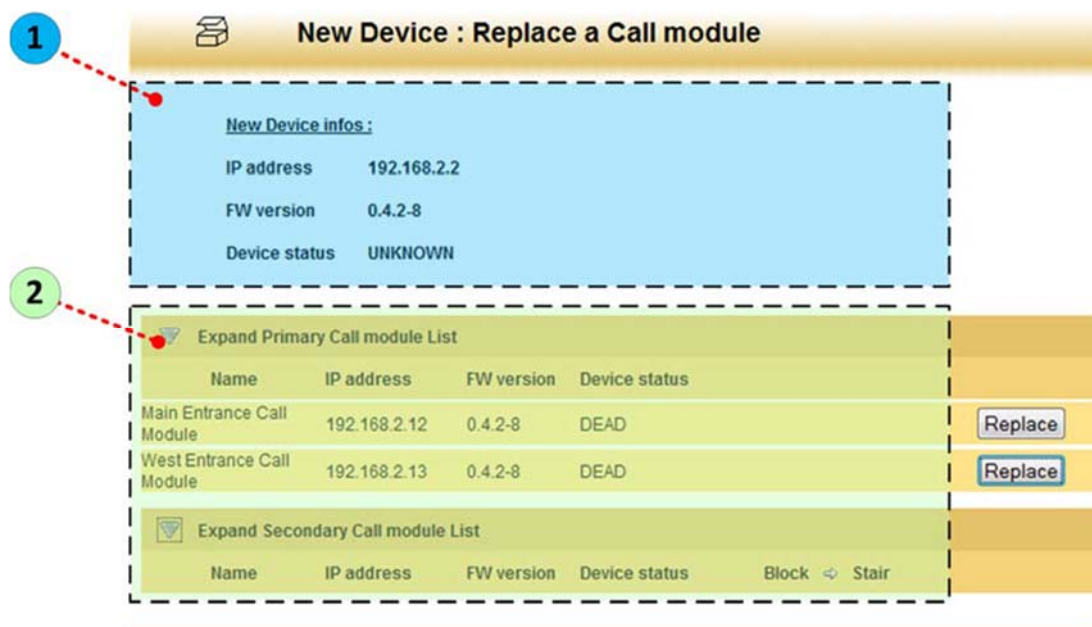 1
New Device : Replace a Call module
New Device infos :
IP address 192.168.2.2
FW version 0.4.2-8
Device status UNKNOWN
2
Expand Primary Call module List
Name IP address FW version Device status
Main Entrance Call
Module 192.168.2.12 0.4.2-8 DEAD Replace
West Entrance Call
Module 192.168.2.13 0.4.2-8 DEAD Replace
Expand Secondary Call module List
Name IP address FW version Device status Block ⇨ Stair